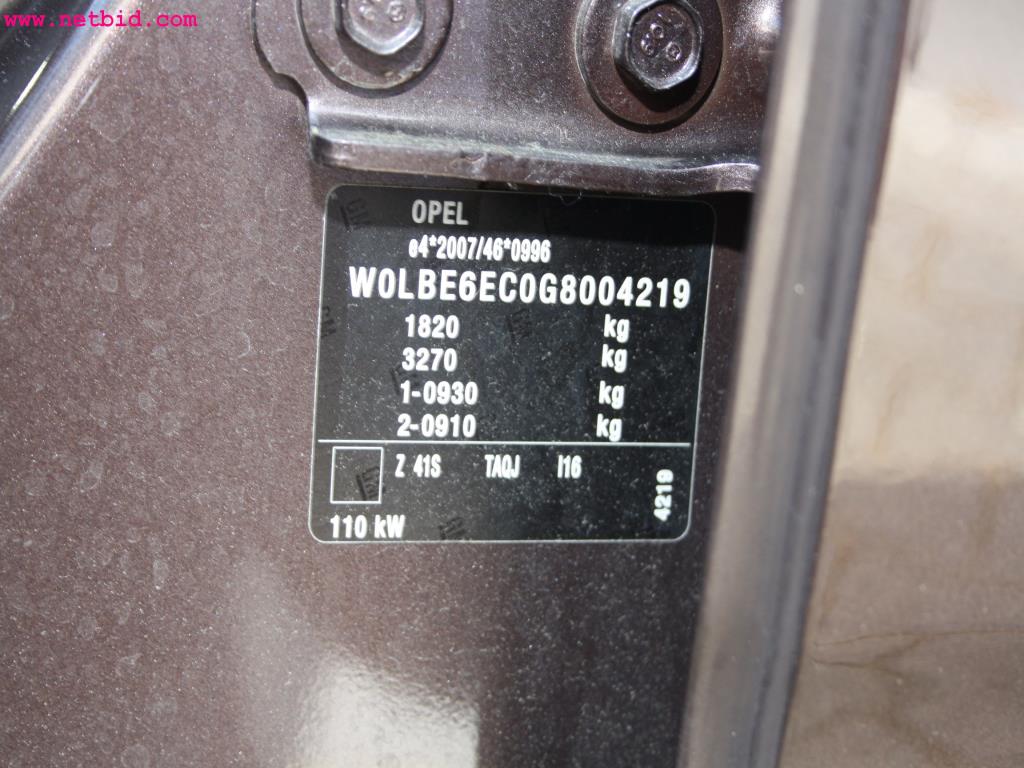 www.netbid.com
OPEL
e4*2007/46*0996
W0LBE6EC0G8004219
1820 kg
3270 kg
1-0930 kg
2-0910 kg
Z 41S TAQJ I16
4219
110 kW